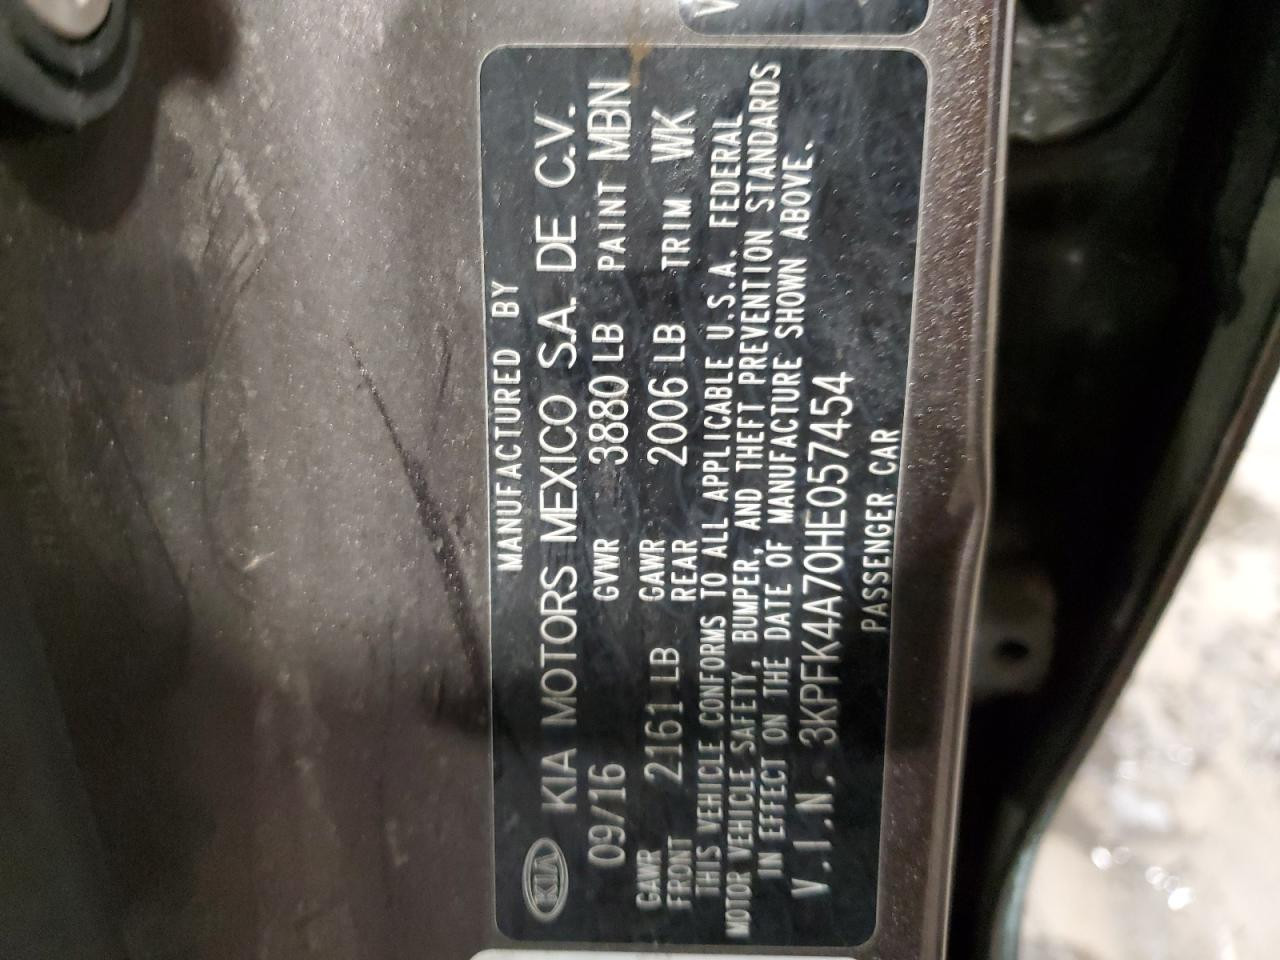 MANUFACTURED BY
KIA KIA MOTORS MEXICO S.A. DE C.V.
09/16 GVWR 3880 LB PAINT MBN
GAWR FRONT 2161 LB GAWR REAR 2006 LB TRIM WK
THIS VEHICLE CONFORMS TO ALL APPLICABLE U.S.A. FEDERAL
MOTOR VEHICLE SAFETY, BUMPER, AND THEFT PREVENTION STANDARDS
IN EFFECT ON THE DATE OF MANUFACTURE SHOWN ABOVE.
V.I.N. 3KPFK4A70HE057454
PASSENGER CAR